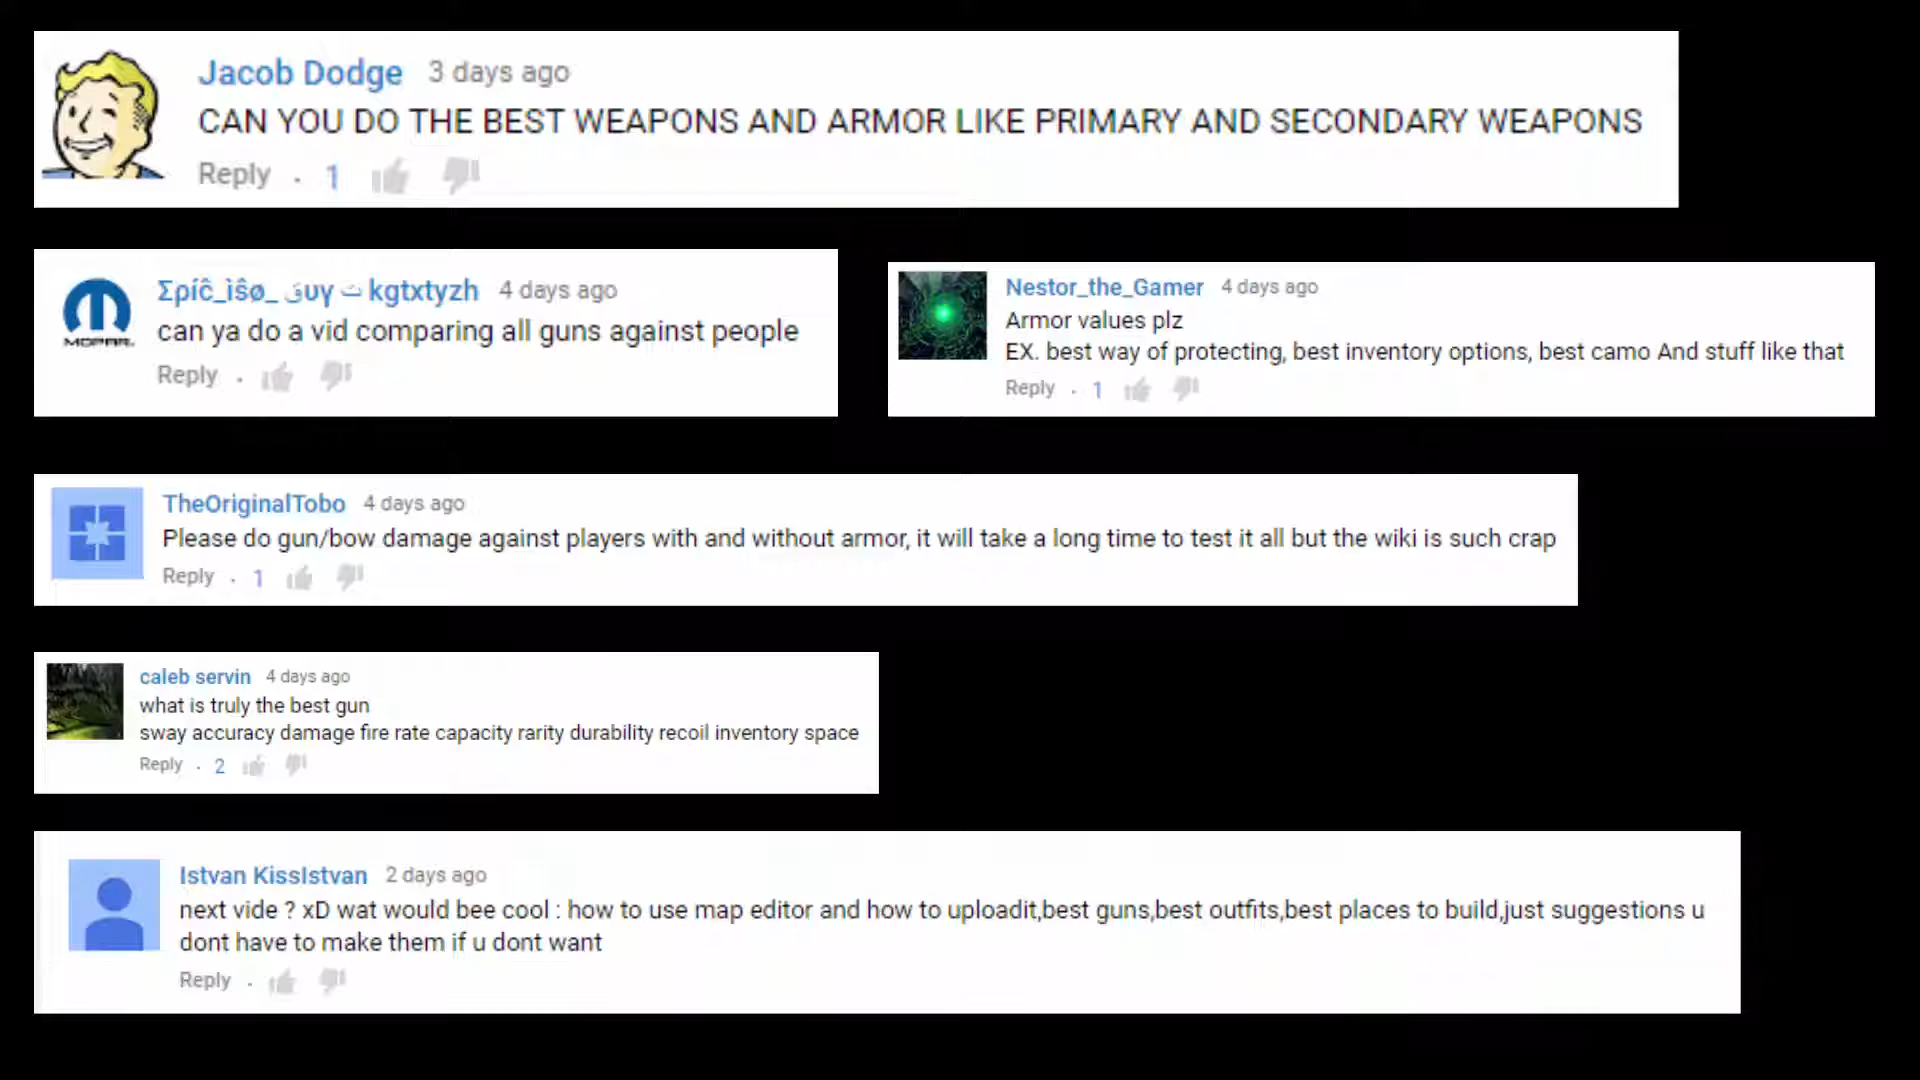 Jacob Dodge 3 days ago
CAN YOU DO THE BEST WEAPONS AND ARMOR LIKE PRIMARY AND SECONDARY WEAPONS
Reply . 1
Σρίĉ_ìŝø_ قٯυγ ت kgtxtyzh 4 days ago
MOPAR.
can ya do a vid comparing all guns against people
Reply .
Nestor_the_Gamer 4 days ago
Armor values plz
EX. best way of protecting, best inventory options, best camo And stuff like that
Reply . 1
TheOriginalTobo 4 days ago
Please do gun/bow damage against players with and without armor, it will take a long time to test it all but the wiki is such crap
Reply . 1
caleb servin 4 days ago
what is truly the best gun
sway accuracy damage fire rate capacity rarity durability recoil inventory space
Reply . 2
Istvan KissIstvan 2 days ago
next vide ? xD wat would bee cool : how to use map editor and how to uploadit,best guns,best outfits,best places to build,just suggestions u
dont have to make them if u dont want
Reply .